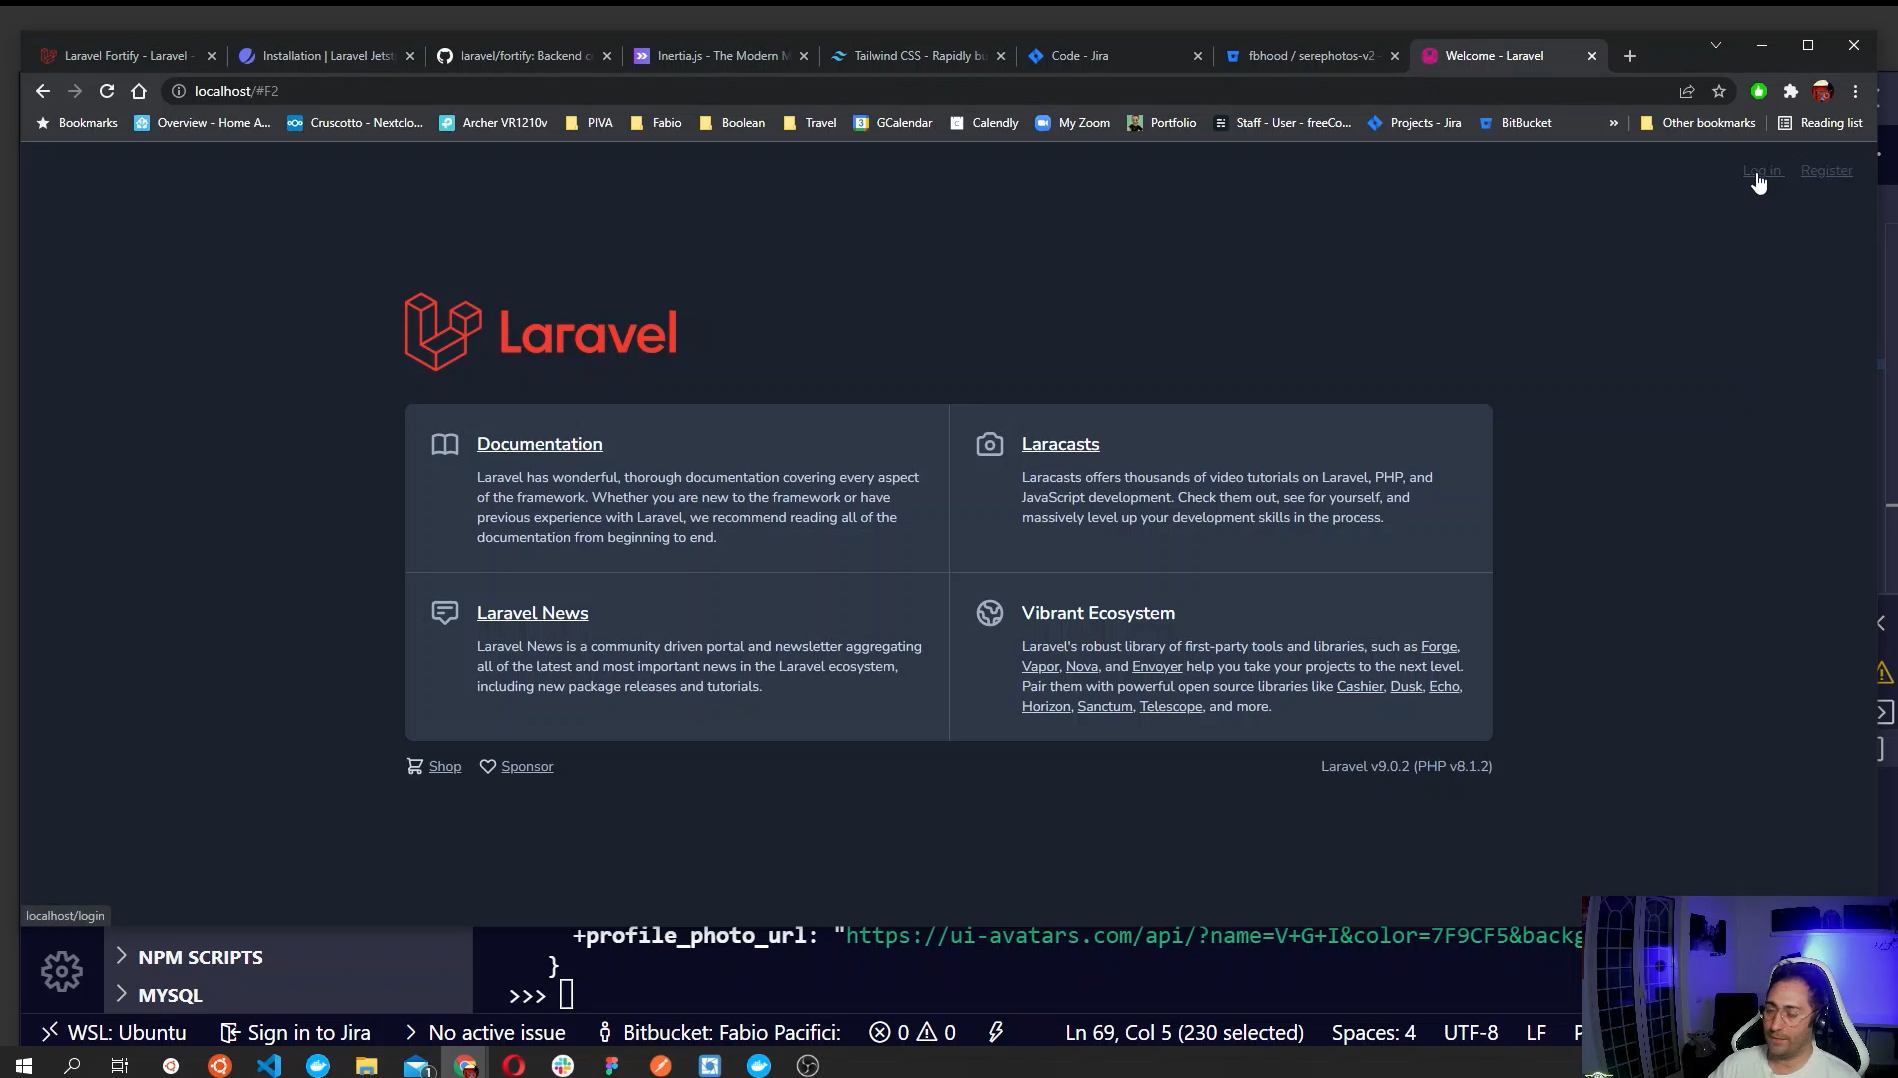 Laravel Fortify - Laravel -
Installation | Laravel Jetst
laravel/fortify: Backend c
Inertia.js - The Modern M
Tailwind CSS - Rapidly bu
Code - Jira
fbhood / serephotos-v2 -
Welcome - Laravel
localhost/#F2
Bookmarks
Overview - Home A...
Cruscotto - Nextclo...
Archer VR1210v
PIVA
Fabio
Boolean
Travel
GCalendar
Calendly
My Zoom
Portfolio
Staff - User - freeCo...
Projects - Jira
BitBucket
»
Other bookmarks
Reading list
Log in
Register
Laravel
Documentation
Laravel has wonderful, thorough documentation covering every aspect
of the framework. Whether you are new to the framework or have
previous experience with Laravel, we recommend reading all of the
documentation from beginning to end.
Laracasts
Laracasts offers thousands of video tutorials on Laravel, PHP, and
JavaScript development. Check them out, see for yourself, and
massively level up your development skills in the process.
Laravel News
Laravel News is a community driven portal and newsletter aggregating
all of the latest and most important news in the Laravel ecosystem,
including new package releases and tutorials.
Vibrant Ecosystem
Laravel's robust library of first-party tools and libraries, such as Forge,
Vapor, Nova, and Envoyer help you take your projects to the next level.
Pair them with powerful open source libraries like Cashier, Dusk, Echo,
Horizon, Sanctum, Telescope, and more.
Shop
Sponsor
Laravel v9.0.2 (PHP v8.1.2)
localhost/login
NPM SCRIPTS
MYSQL
+profile_photo_url: "https://ui-avatars.com/api/?name=V+G+I&color=7F9CF5&backg
}
>>>
WSL: Ubuntu
Sign in to Jira
No active issue
Bitbucket: Fabio Pacifici:
0
0
Ln 69, Col 5 (230 selected)
Spaces: 4
UTF-8
LF
1